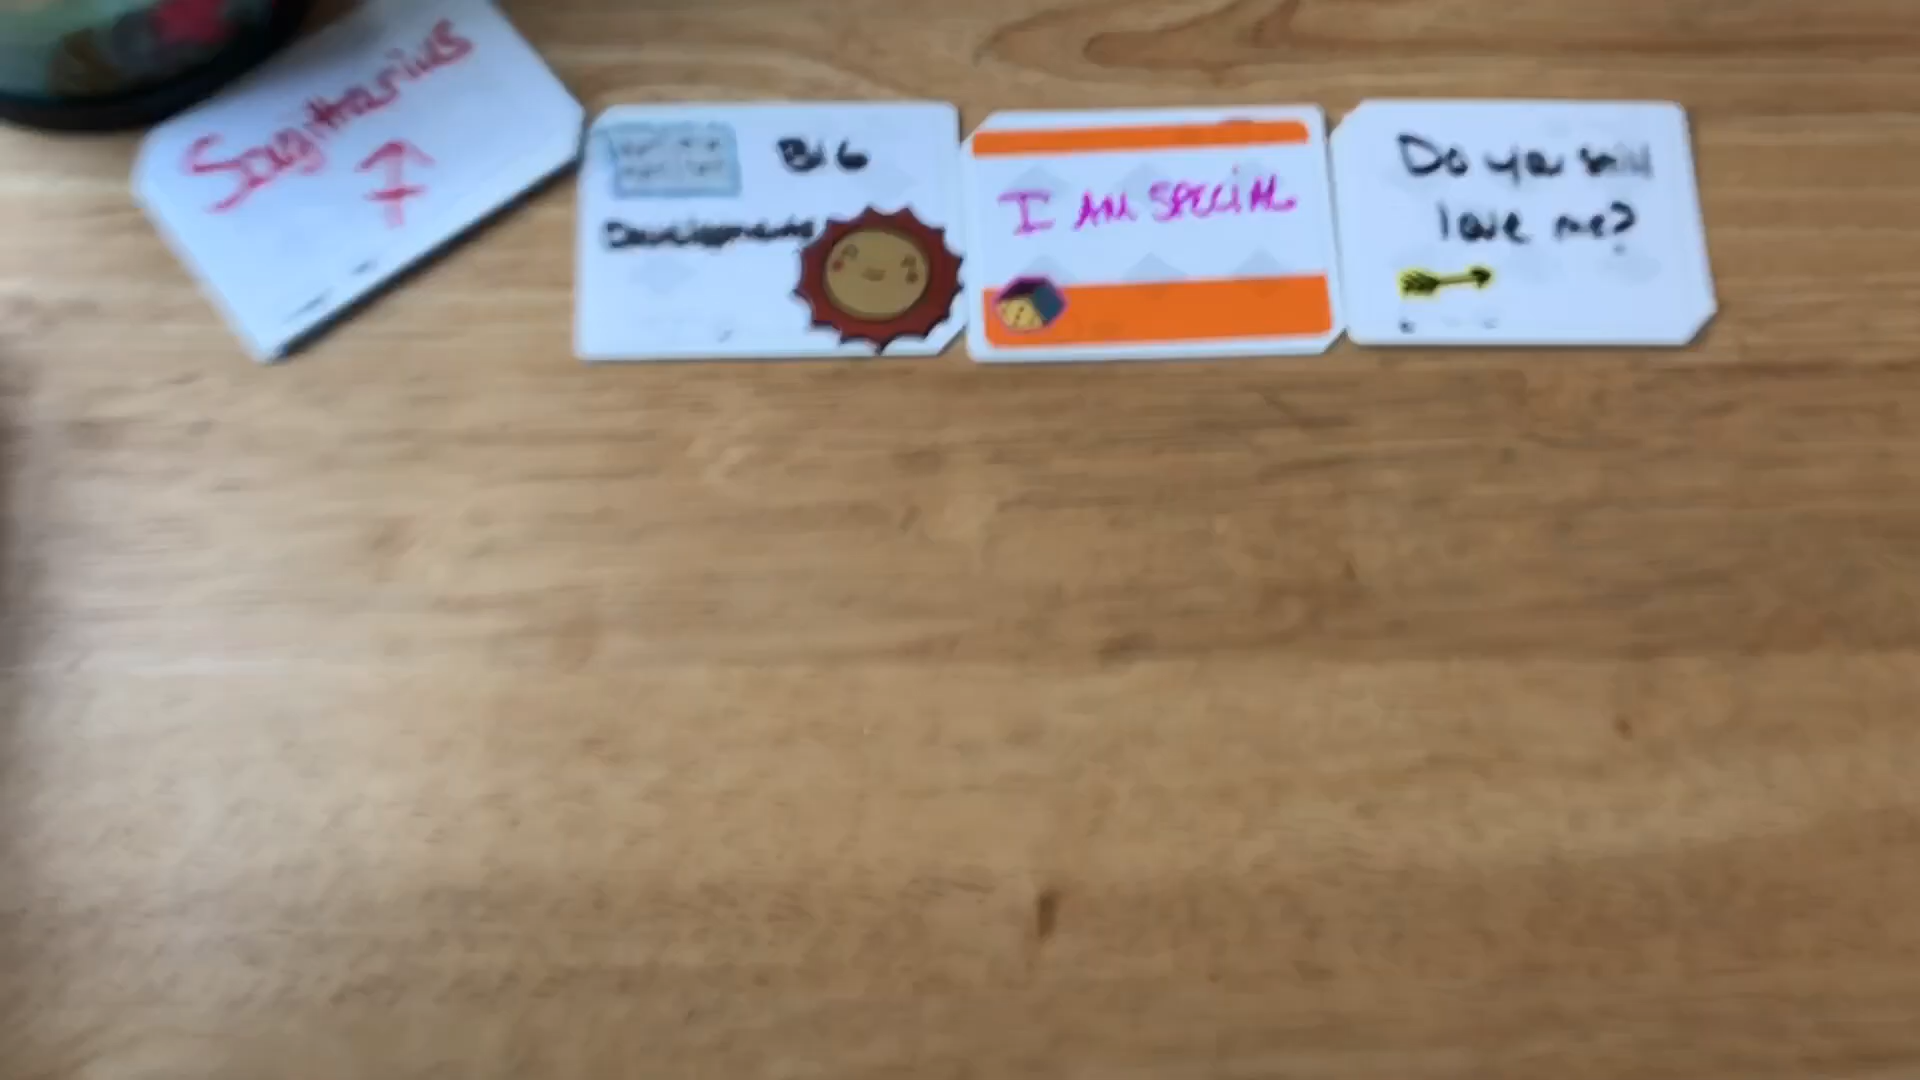 Sagittarius
BIG
Developments
I AM SPECIAL
Do you still
love me?